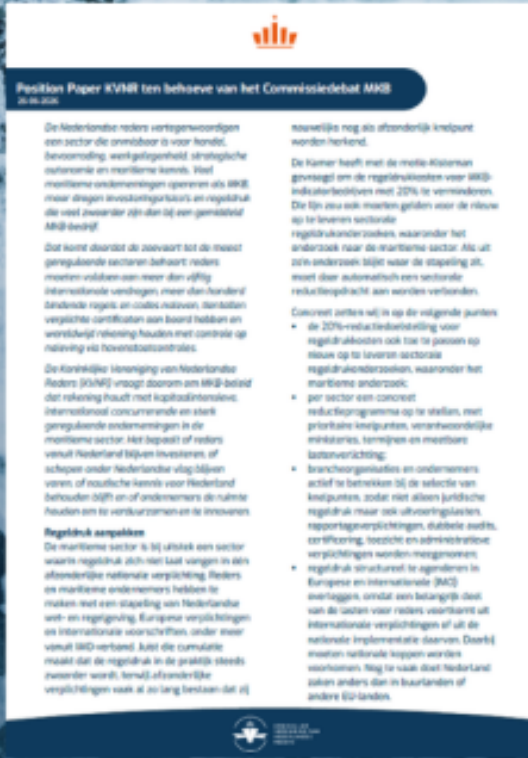 Position Paper KVNR ten behoeve van het Commissiedebat MKB
De Nederlandse reders vertegenwoordigen
een sector die onmisbaar is voor handel,
bevoorrading, werkgelegenheid, strategische
autonomie en maritieme kennis. Veel
maritieme ondernemingen opereren als MKB,
maar dragen investeringsrisico's en regeldruk
die veel zwaarder zijn dan bij een gemiddeld
MKB-bedrijf.
Dat komt doordat de zeevaart tot de meest
gereguleerde sectoren behoort: reders
moeten voldoen aan meer dan vijftig
internationale verdragen, meer dan honderd
bindende regels en codes naleven, tientallen
verplichte certificaten aan boord hebben en
wereldwijd rekening houden met controle op
naleving via havenstaatcontroles.
De Koninklijke Vereniging van Nederlandse
Reders (KVNR) vraagt daarom om MKB-beleid
dat rekening houdt met kapitaalintensieve,
internationaal concurrerende en sterk
gereguleerde ondernemingen in de
maritieme sector. Het bepaalt of reders
vanuit Nederland blijven investeren, of
schepen onder Nederlandse vlag blijven
varen, of nautische kennis voor Nederland
behouden blijft en of ondernemers de ruimte
houden om te verduurzamen en te innoveren.
Regeldruk aanpakken
De maritieme sector is bij uitstek een sector
waarin regeldruk zich niet laat vangen in één
afzonderlijke nationale verplichting. Reders
en maritieme ondernemers hebben te
maken met een stapeling van Nederlandse
wet- en regelgeving, Europese verplichtingen
en internationale voorschriften, onder meer
vanuit IMO-verband. Juist die cumulatie
maakt dat de regeldruk in de praktijk steeds
zwaarder wordt, terwijl afzonderlijke
verplichtingen vaak al zo lang bestaan dat zij
nauwelijks nog als afzonderlijk knelpunt
worden herkend.
De Kamer heeft met de motie-Kisteman
gevraagd om de regeldrukkosten voor MKB-
indicatorbedrijven met 20% te verminderen.
Die lijn zou ook moeten gelden voor de nieuw
op te leveren sectorale
regeldrukonderzoeken, waaronder het
onderzoek naar de maritieme sector. Als uit
zo'n onderzoek blijkt waar de stapeling zit,
moet daar automatisch een sectorale
reductieopdracht aan worden verbonden.
Concreet zetten wij in op de volgende punten:
• de 20%-reductiedoelstelling voor
regeldrukkosten ook toe te passen op
nieuw op te leveren sectorale
regeldrukonderzoeken, waaronder het
maritieme onderzoek;
• per sector een concreet
reductieprogramma op te stellen, met
prioritaire knelpunten, verantwoordelijke
ministeries, termijnen en meetbare
lastenverlichting;
• brancheorganisaties en ondernemers
actief te betrekken bij de selectie van
knelpunten, zodat niet alleen juridische
regeldruk maar ook uitvoeringslasten,
rapportageverplichtingen, dubbele audits,
certificering, toezicht en administratieve
verplichtingen worden meegenomen;
• regeldruk structureel te agenderen in
Europese en internationale (IMO)
overleggen, omdat een belangrijk deel
van de lasten voor reders voortkomt uit
internationale verplichtingen of uit de
nationale implementatie daarvan. Daarbij
moeten nationale koppen worden
voorkomen. Nog te vaak doet Nederland
zaken anders dan in buurlanden of
andere EU-landen.